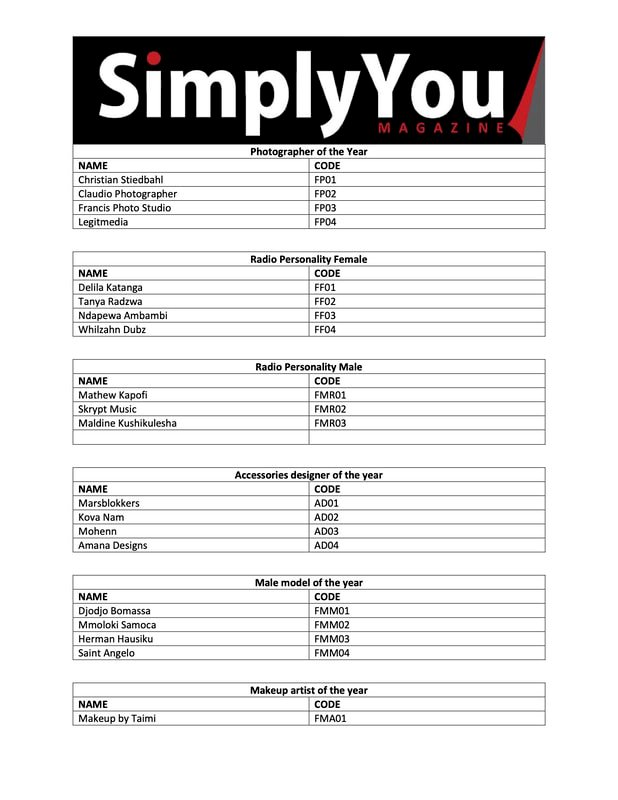 SimplyYou
MAGAZINE
Photographer of the Year
NAME CODE
Christian Stiedbahl FP01
Claudio Photographer FP02
Francis Photo Studio FP03
Legitmedia FP04
Radio Personality Female
NAME CODE
Delila Katanga FF01
Tanya Radzwa FF02
Ndapewa Ambambi FF03
Whilzahn Dubz FF04
Radio Personality Male
NAME CODE
Mathew Kapofi FMR01
Skrypt Music FMR02
Maldine Kushikulesha FMR03
Accessories designer of the year
NAME CODE
Marsblokkers AD01
Kova Nam AD02
Mohenn AD03
Amana Designs AD04
Male model of the year
NAME CODE
Djodjo Bomassa FMM01
Mmoloki Samoca FMM02
Herman Hausiku FMM03
Saint Angelo FMM04
Makeup artist of the year
NAME CODE
Makeup by Taimi FMA01